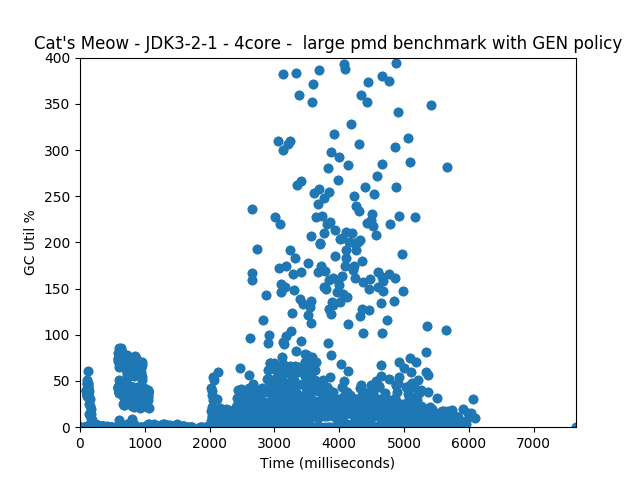 Cat's Meow - JDK3-2-1 - 4core -  large pmd benchmark with GEN policy
400
350
300
250
200
150
100
50
0
GC Util %
0 1000 2000 3000 4000 5000 6000 7000
Time (milliseconds)